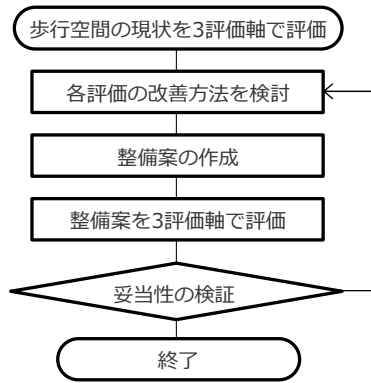 歩行空間の現状を3評価軸で評価
各評価の改善方法を検討
整備案の作成
整備案を3評価軸で評価
妥当性の検証
終了